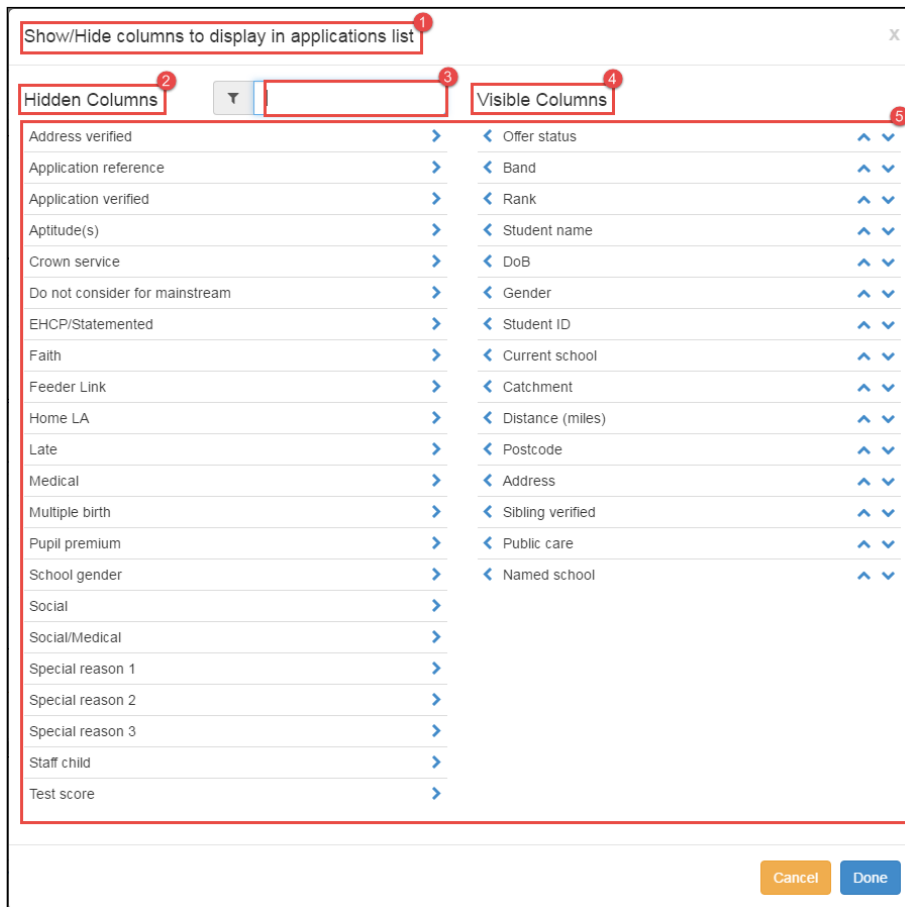 Show/Hide columns to display in applications list
1
X
2
3
4
Hidden Columns
Visible Columns
5
Address verified
Offer status
Application reference
Band
Application verified
Rank
Aptitude(s)
Student name
Crown service
DoB
Do not consider for mainstream
Gender
EHCP/Statemented
Student ID
Faith
Current school
Feeder Link
Catchment
Home LA
Distance (miles)
Late
Postcode
Medical
Address
Multiple birth
Sibling verified
Pupil premium
Public care
School gender
Named school
Social
Social/Medical
Special reason 1
Special reason 2
Special reason 3
Staff child
Test score
Cancel
Done